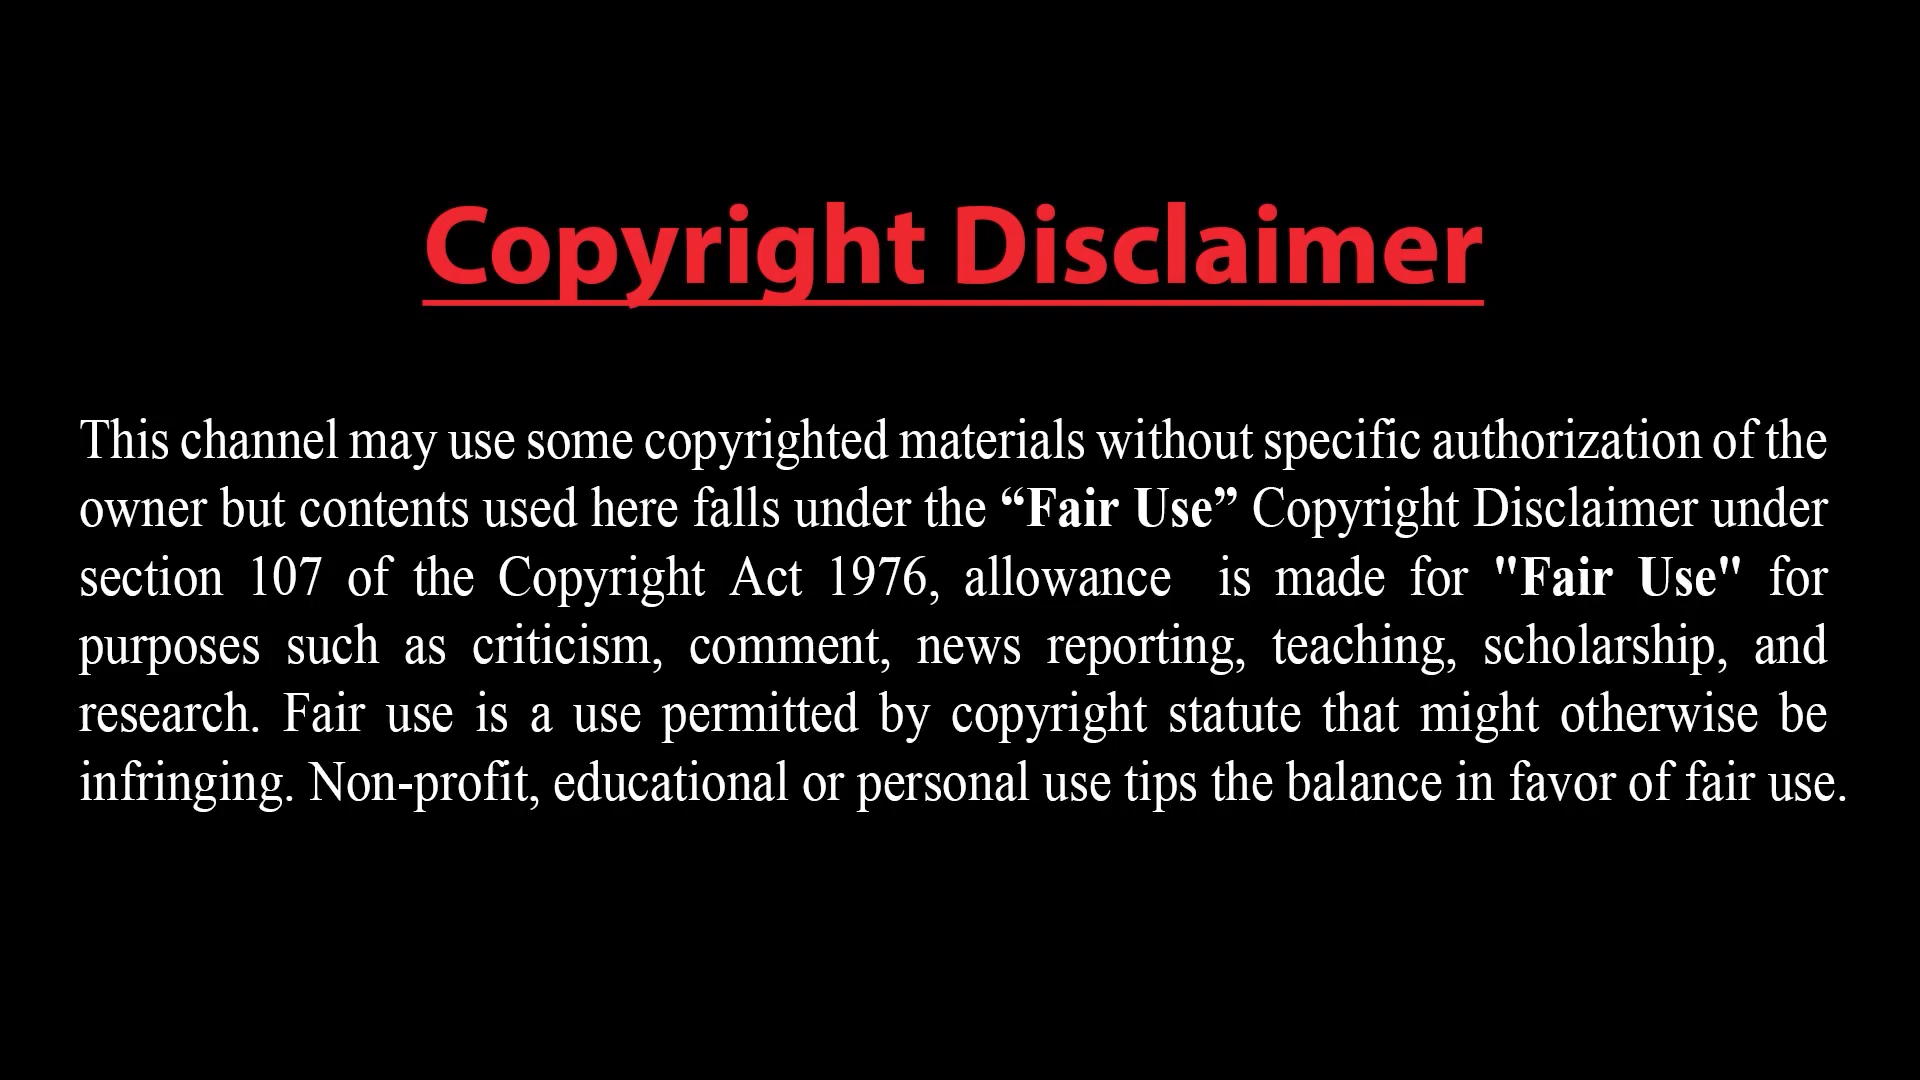 Copyright Disclaimer
This channel may use some copyrighted materials without specific authorization of the
owner but contents used here falls under the “Fair Use” Copyright Disclaimer under
section 107 of the Copyright Act 1976, allowance is made for "Fair Use" for
purposes such as criticism, comment, news reporting, teaching, scholarship, and
research. Fair use is a use permitted by copyright statute that might otherwise be
infringing. Non-profit, educational or personal use tips the balance in favor of fair use.